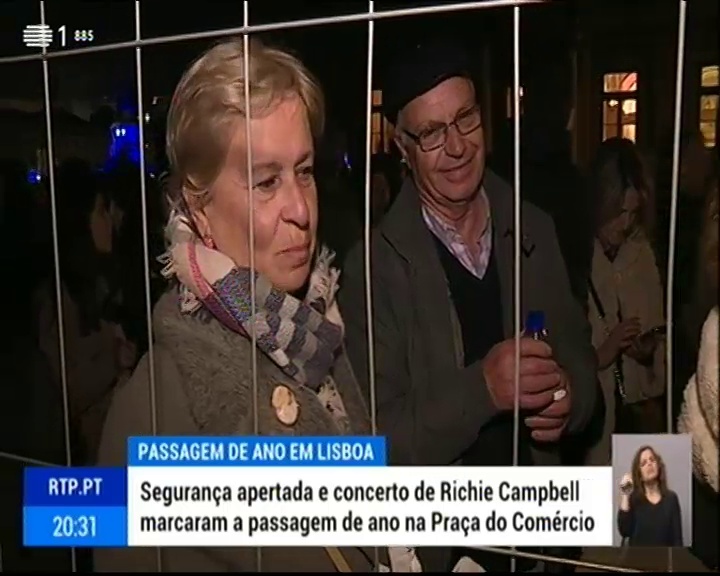 1 885
PASSAGEM DE ANO EM LISBOA
RTP.PT
20:31
Segurança apertada e concerto de Richie Campbell
marcaram a passagem de ano na Praça do Comércio